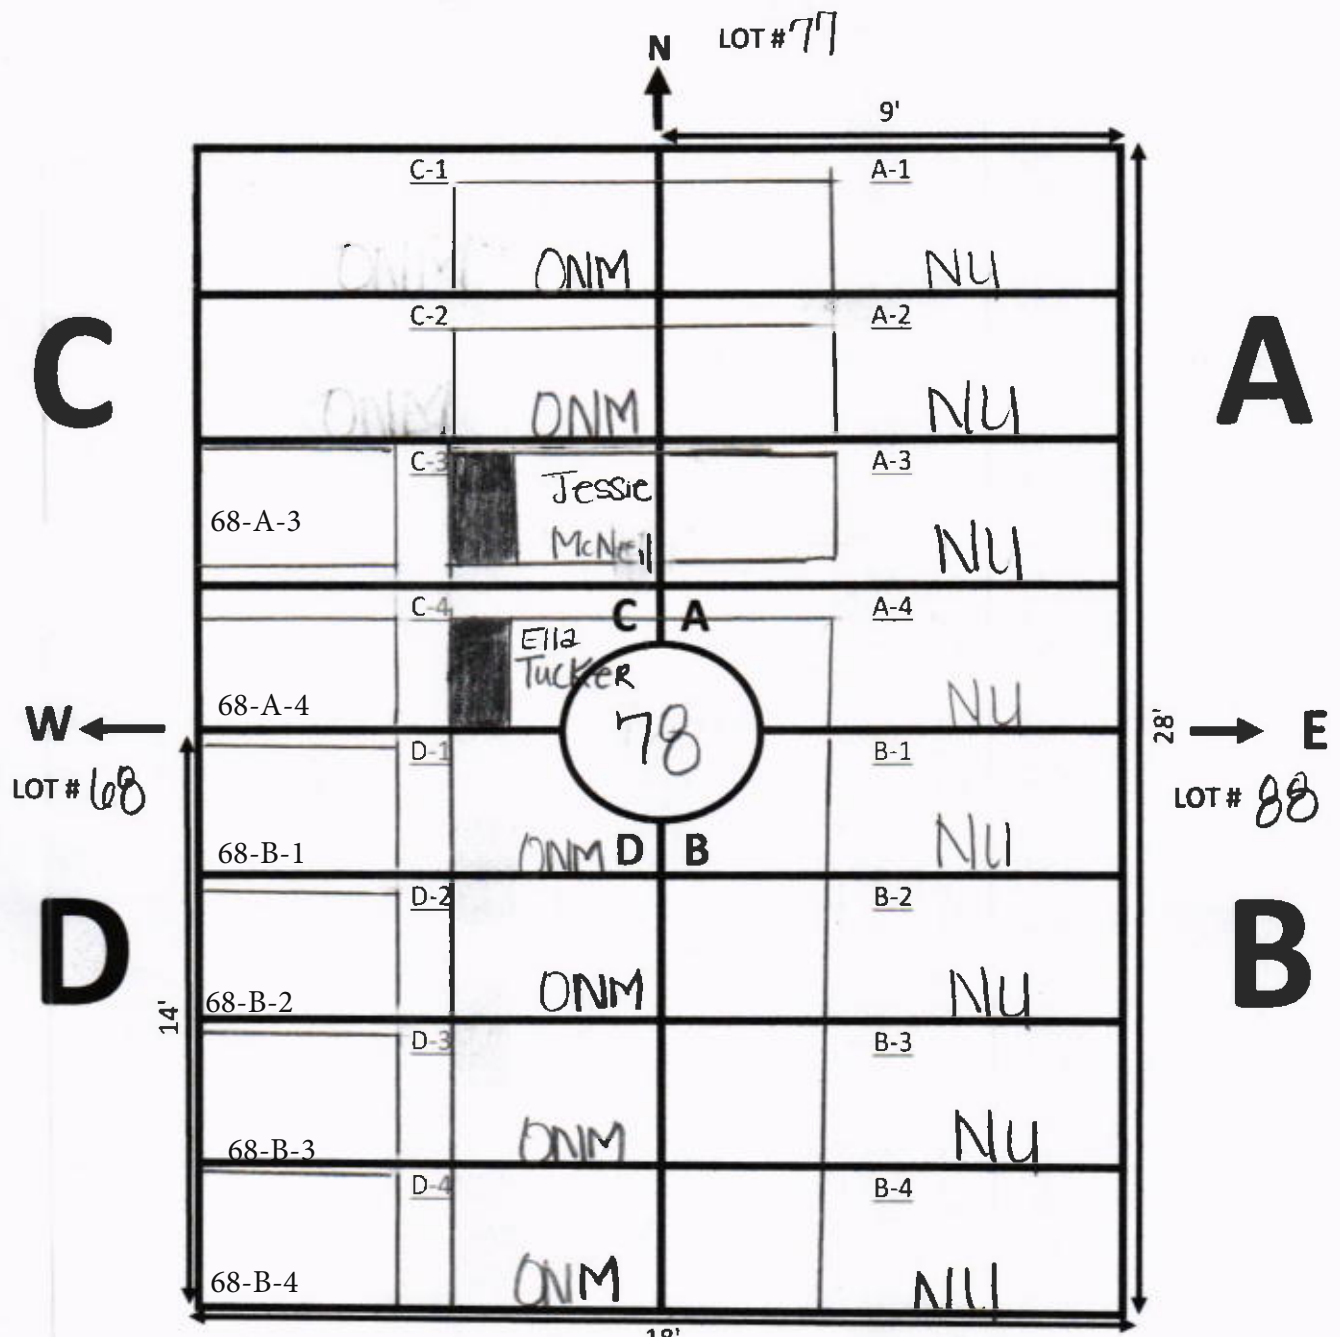 N
LOT # 77
9'
C-1
A-1
ONM
ONM
NU
C-2
A-2
ONM
ONM
NU
C
A
C-3
A-3
Jessie
McNeil
68-A-3
NU
C-4
A-4
C A
Ella
Tucker
68-A-4
NU
W
78
28'
E
LOT # 68
LOT # 88
D-1
B-1
68-B-1
ONM
D B
NU
D-2
B-2
D
B
68-B-2
ONM
NU
14'
D-3
B-3
68-B-3
ONM
NU
D-4
B-4
68-B-4
ONM
NU
18'